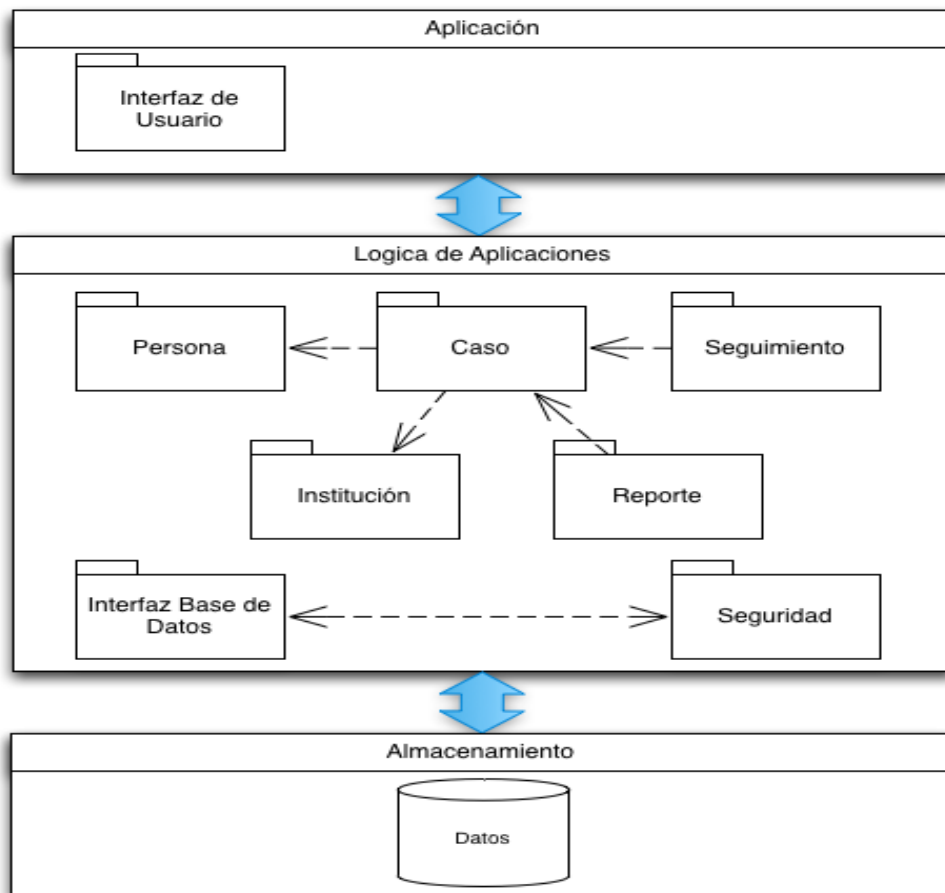 Aplicación
Interfaz de
Usuario
Logica de Aplicaciones
Persona
Caso
Seguimiento
Institución
Reporte
Interfaz Base de
Datos
Seguridad
Almacenamiento
Datos